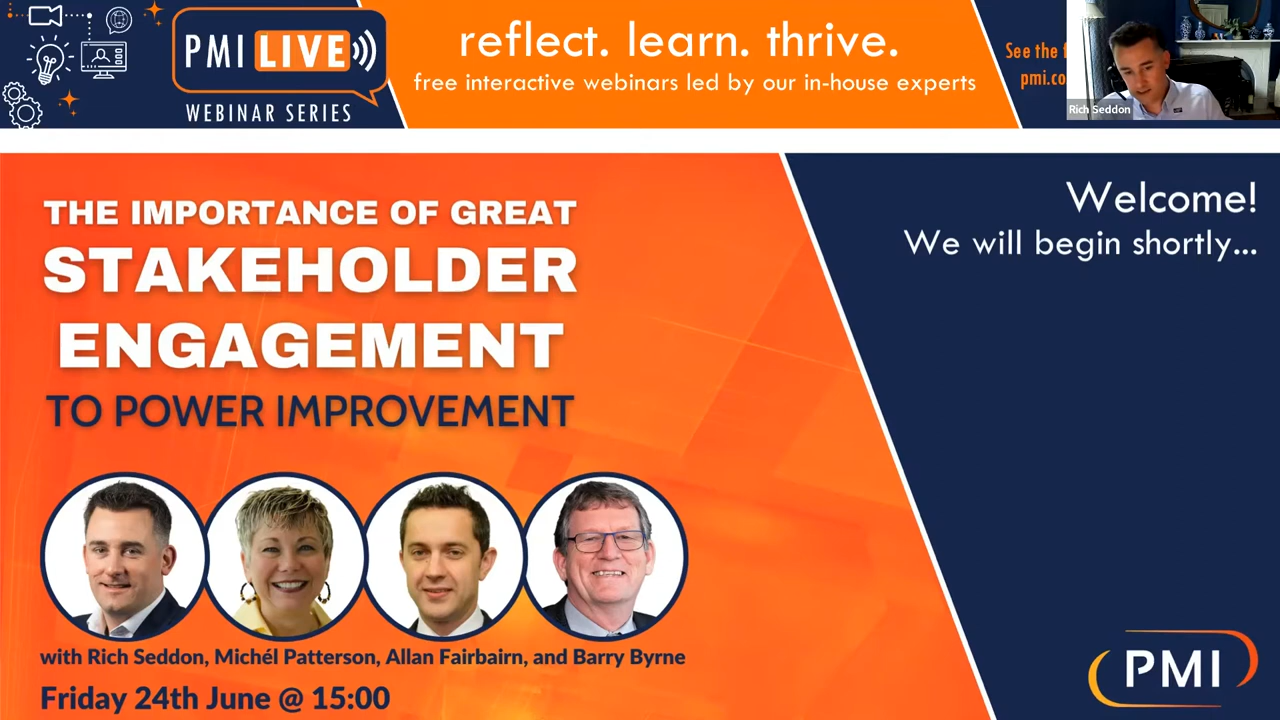 PMI LIVE
WEBINAR SERIES
reflect. learn. thrive.
free interactive webinars led by our in-house experts
See the
pmi.co
Rich Seddon
THE IMPORTANCE OF GREAT
STAKEHOLDER
ENGAGEMENT
TO POWER IMPROVEMENT
with Rich Seddon, Michél Patterson, Allan Fairbairn, and Barry Byrne
Friday 24th June @ 15:00
Welcome!
We will begin shortly...
PMI